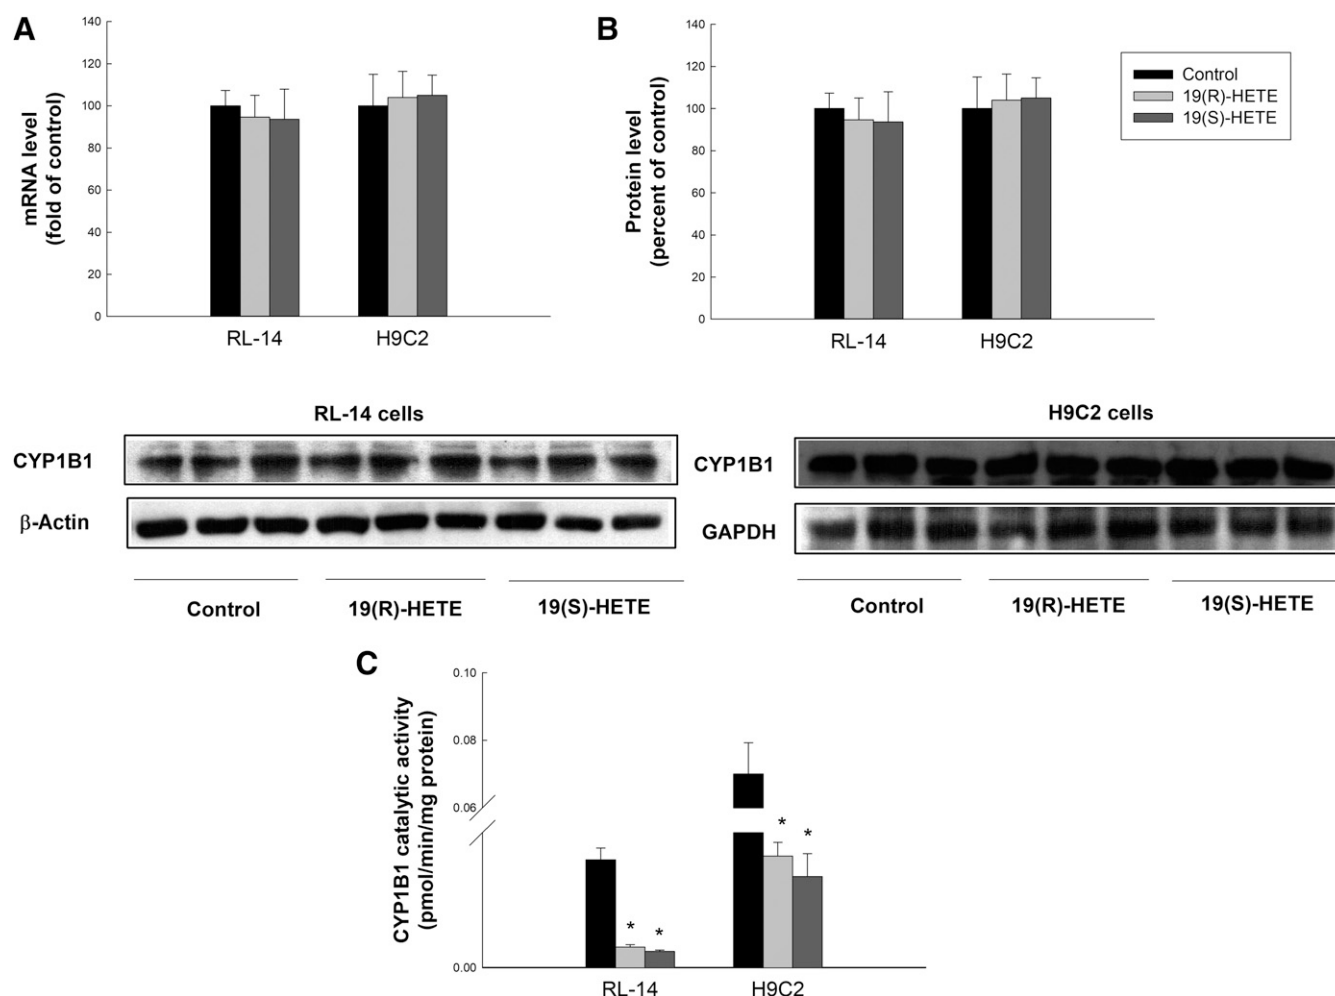 A
mRNA level
(fold of control)
140
120
100
80
60
40
20
0
RL-14
H9C2
B
Protein level
(percent of control)
140
120
100
80
60
40
20
0
RL-14
H9C2
Control
19(R)-HETE
19(S)-HETE
RL-14 cells
CYP1B1
β-Actin
Control
19(R)-HETE
19(S)-HETE
H9C2 cells
CYP1B1
GAPDH
Control
19(R)-HETE
19(S)-HETE
C
CYP1B1 catalytic activity
(pmol/min/mg protein)
0.10
0.08
0.06
0.00
*
*
*
*
RL-14
H9C2